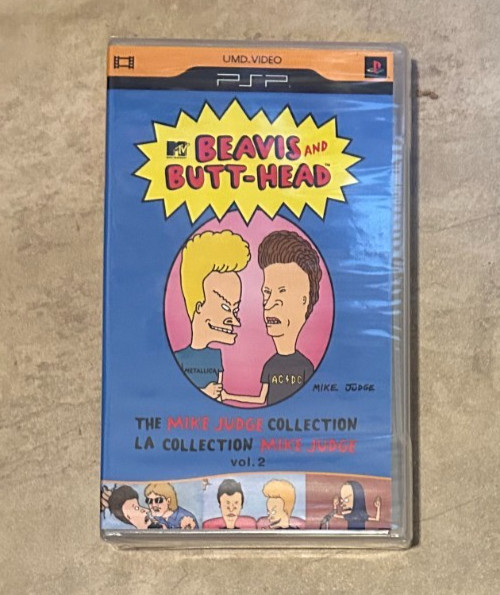 UMD.VIDEO
PSP
MTV
BEAVIS AND
BUTT-HEAD™
METALLICA
AC⚡DC
MIKE JUDGE
THE MIKE JUDGE COLLECTION
LA COLLECTION MIKE JUDGE
vol.2